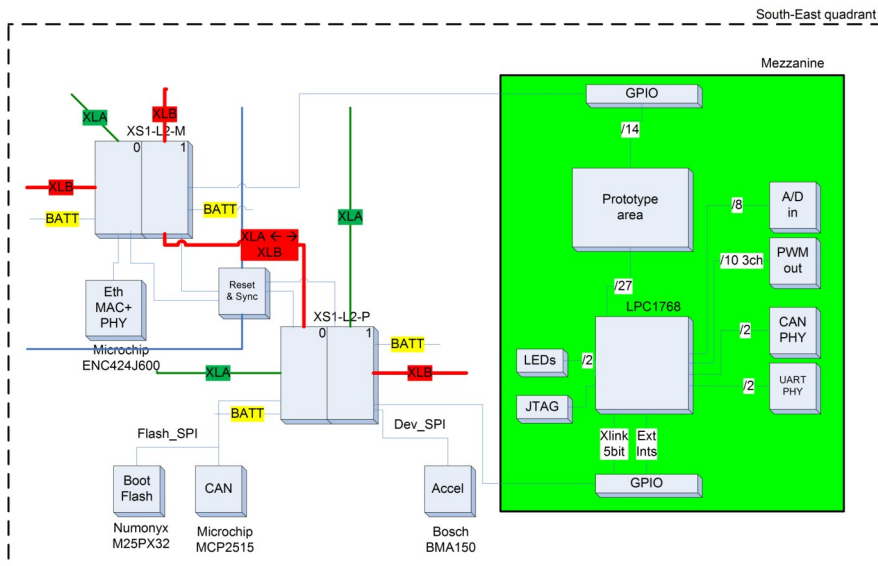 South-East quadrant
Mezzanine
GPIO
/14
Prototype
area
/27
LPC1768
A/D
in
/8
PWM
out
/10 3ch
CAN
PHY
/2
UART
PHY
/2
LEDs
/2
JTAG
Xlink
5bit
Ext
Ints
GPIO
XLA
XLB
XS1-L2-M
0
1
XLB
BATT
BATT
XLA
XLA ← →
XLB
Eth
MAC+
PHY
Microchip
ENC424J600
Reset
& Sync
XS1-L2-P
0
1
BATT
XLA
XLB
BATT
Flash_SPI
Dev_SPI
Boot
Flash
Numonyx
M25PX32
CAN
Microchip
MCP2515
Accel
Bosch
BMA150